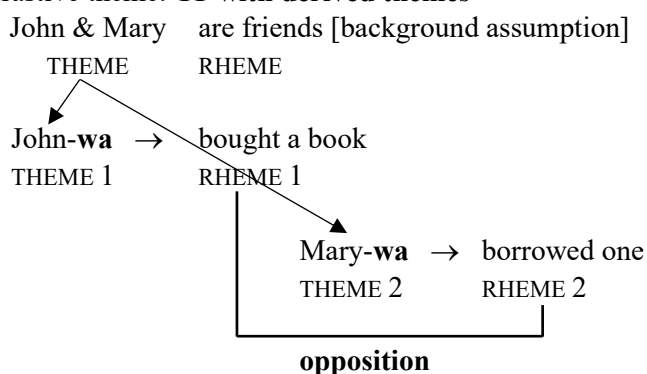 John & Mary are friends [background assumption]
THEME RHEME
John-wa → bought a book
THEME 1 RHEME 1
Mary-wa → borrowed one
THEME 2 RHEME 2
opposition